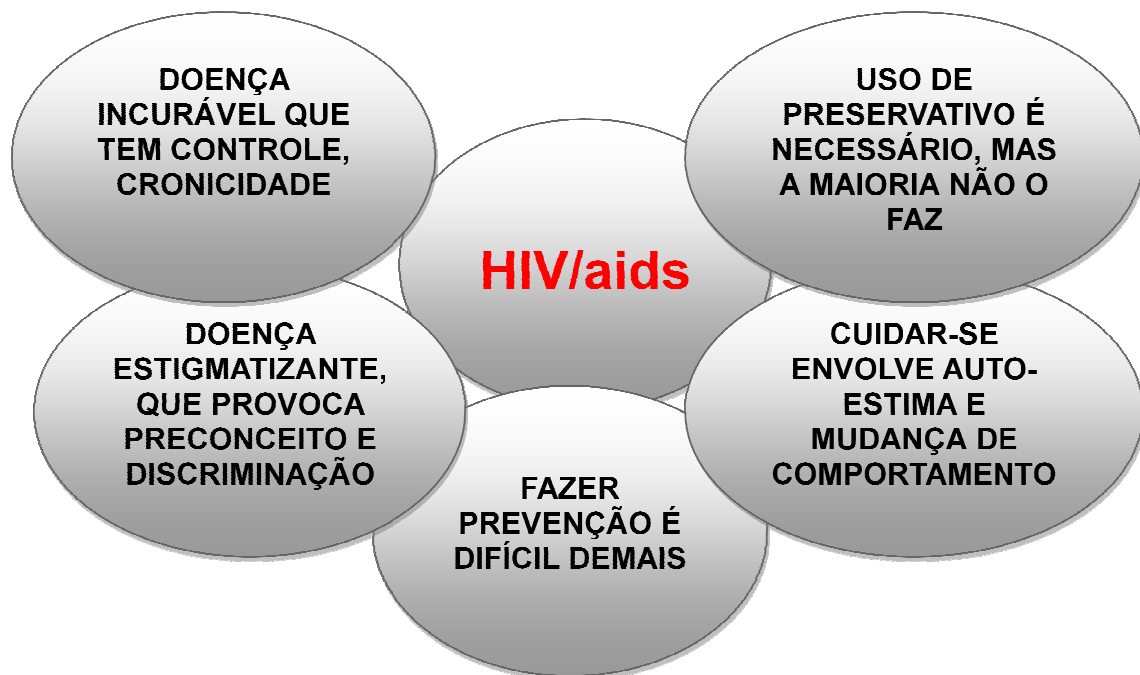 DOENÇA
INCURÁVEL QUE
TEM CONTROLE,
CRONICIDADE
USO DE
PRESERVATIVO É
NECESSÁRIO, MAS
A MAIORIA NÃO O
FAZ
HIV/aids
DOENÇA
ESTIGMATIZANTE,
QUE PROVOCA
PRECONCEITO E
DISCRIMINAÇÃO
CUIDAR-SE
ENVOLVE AUTO-
ESTIMA E
MUDANÇA DE
COMPORTAMENTO
FAZER
PREVENÇÃO É
DIFÍCIL DEMAIS